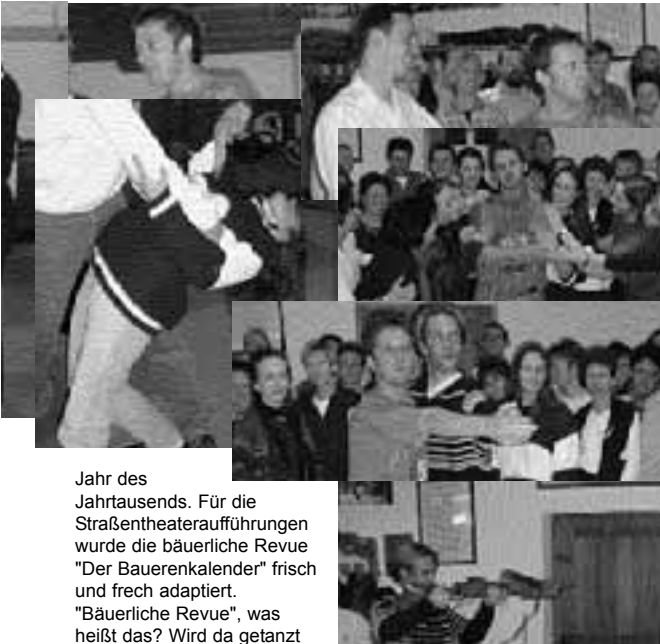 Jahr des
Jahrtausends. Für die
Straßentheateraufführungen
wurde die bäuerliche Revue
"Der Bauerenkalender" frisch
und frech adaptiert.
"Bäuerliche Revue", was
heißt das? Wird da getanzt